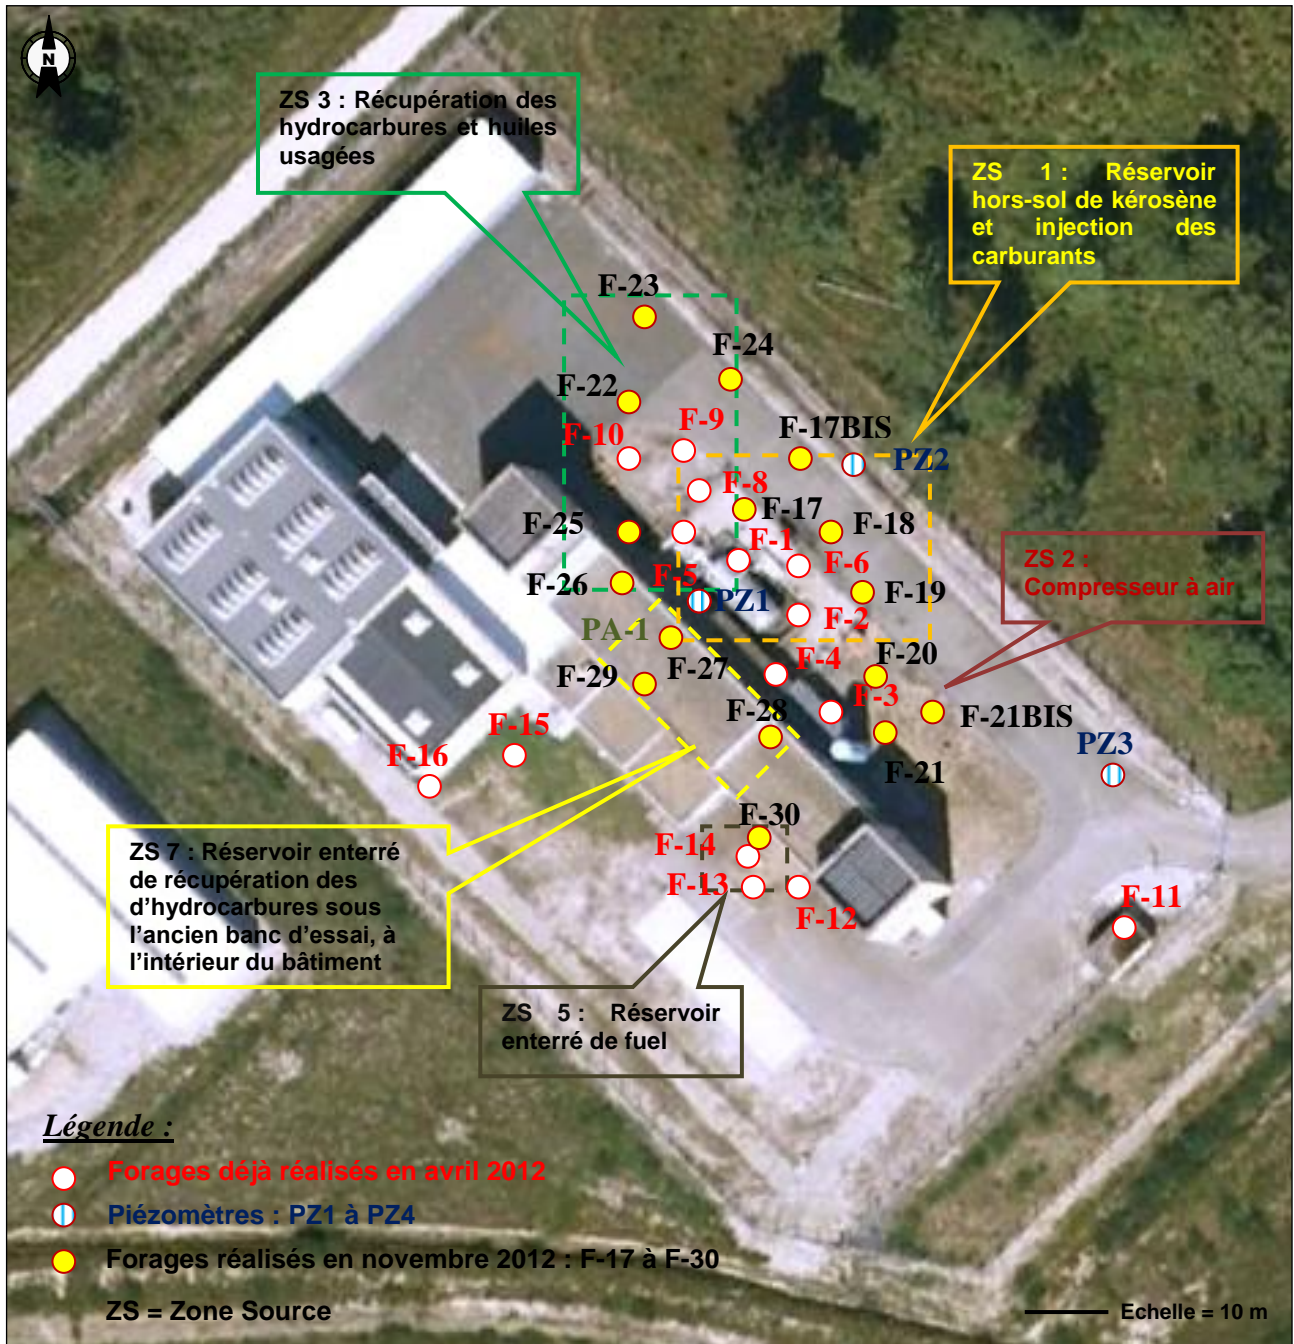 N
ZS 3 : Récupération des
hydrocarbures et huiles
usagées
ZS 1 : Réservoir
hors-sol de kérosène
et injection des
carburants
F-23
F-24
F-22
F-9
F-10
F-17BIS
PZ2
F-8
F-17
F-18
F-25
F-1
F-6
F-5
F-26
PZ1
F-19
F-2
ZS 2 :
Compresseur à air
PA-1
F-27
F-4
F-20
F-29
F-3
F-28
F-21BIS
F-21
PZ3
F-15
F-16
F-30
F-14
F-13
F-12
F-11
ZS 7 : Réservoir enterré
de récupération des
d’hydrocarbures sous
l’ancien banc d’essai, à
l’intérieur du bâtiment
ZS 5 : Réservoir
enterré de fuel
Légende :
Forages déjà réalisés en avril 2012
Piézomètres : PZ1 à PZ4
Forages réalisés en novembre 2012 : F-17 à F-30
ZS = Zone Source
Echelle = 10 m